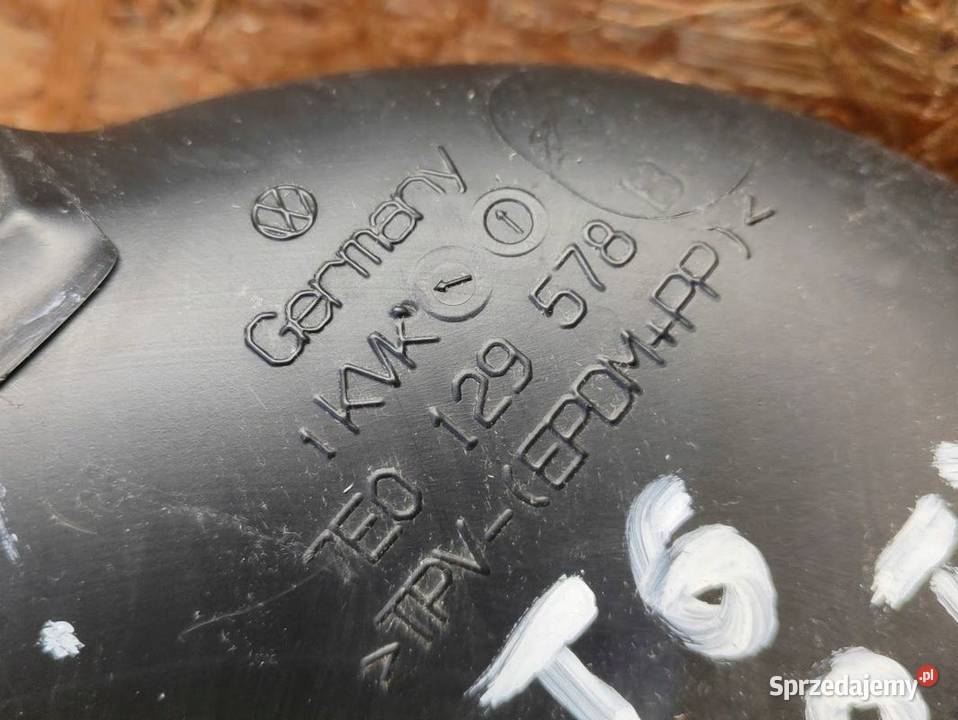 Germany
KVK
7E0 129 578 B
>TPV-(EPDM+PP)<
T6
Sprzedajemy.pl